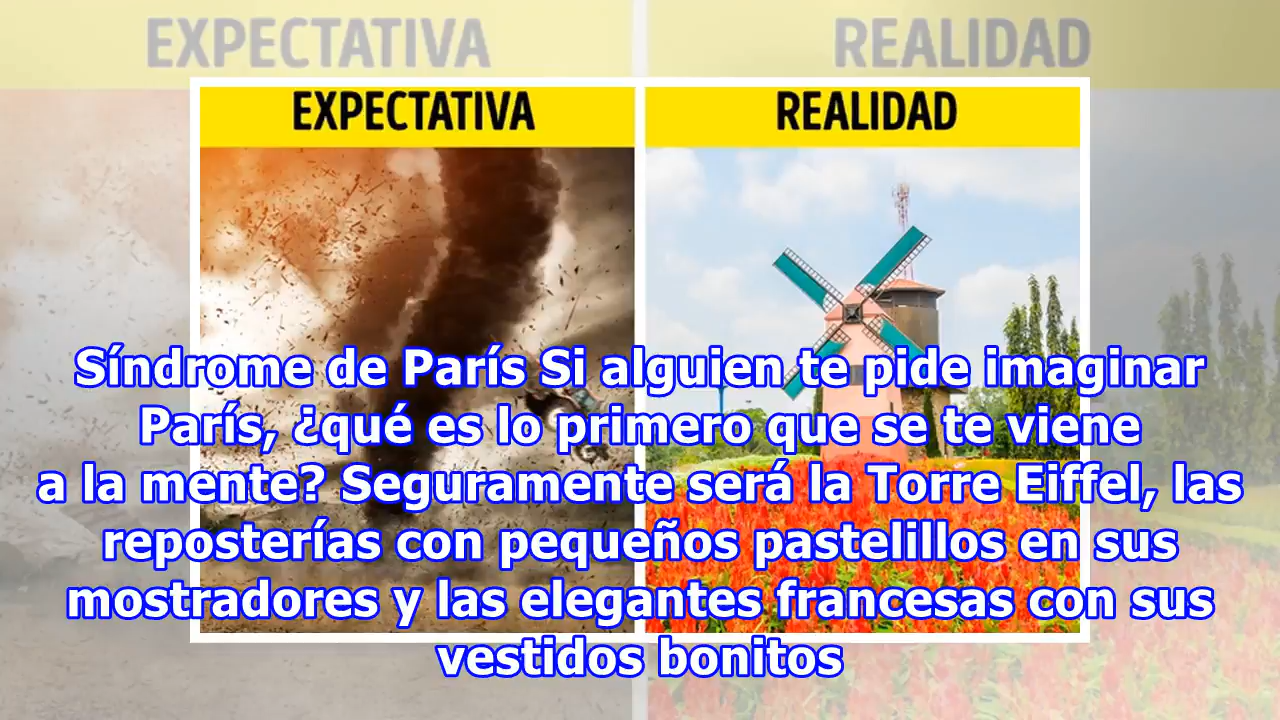 EXPECTATIVA
REALIDAD
EXPECTATIVA
REALIDAD
Síndrome de París Si alguien te pide imaginar
París, ¿qué es lo primero que se te viene
a la mente? Seguramente será la Torre Eiffel, las
reposterías con pequeños pastelillos en sus
mostradores y las elegantes francesas con sus
vestidos bonitos